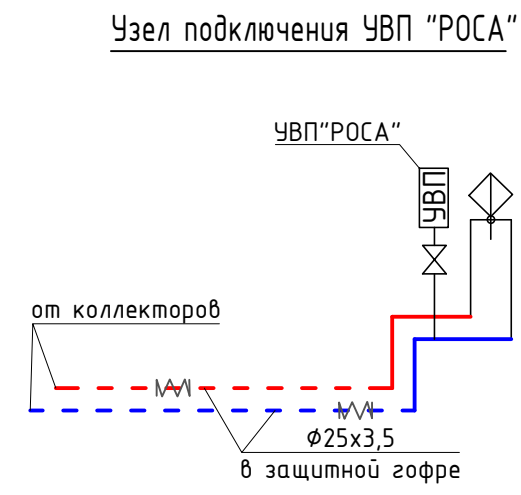 Узел подключения УВП "РОСА"
УВП"РОСА"
УВП
от коллекторов
Ф25х3,5
в защитной гофре